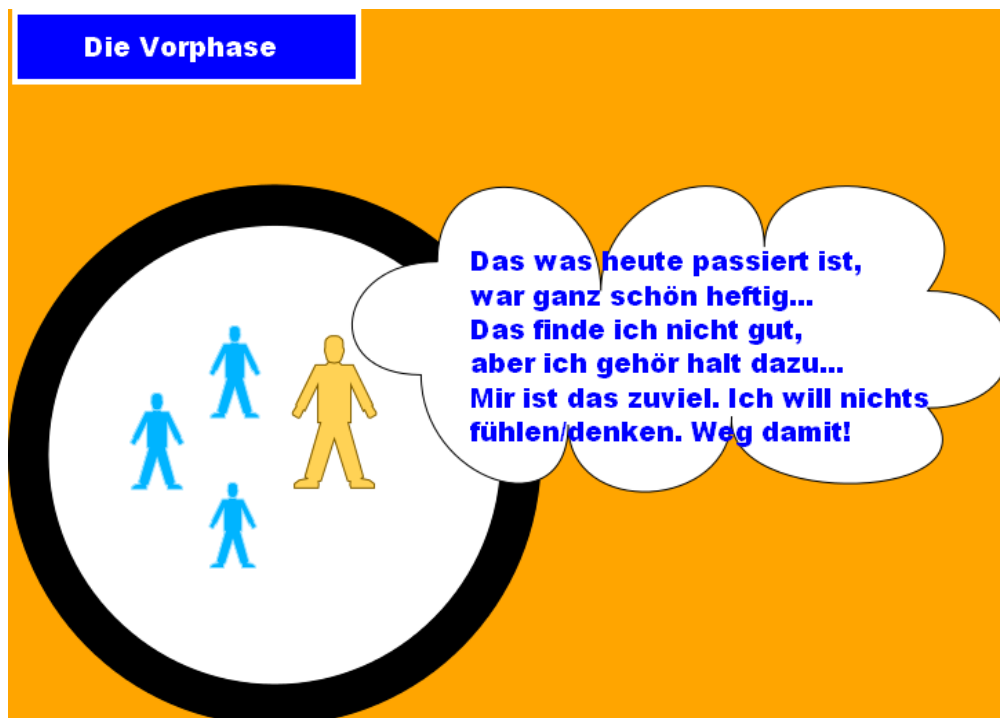 Die Vorphase
Das was heute passiert ist,
war ganz schön heftig...
Das finde ich nicht gut,
aber ich gehör halt dazu...
Mir ist das zuviel. Ich will nichts
fühlen/denken. Weg damit!